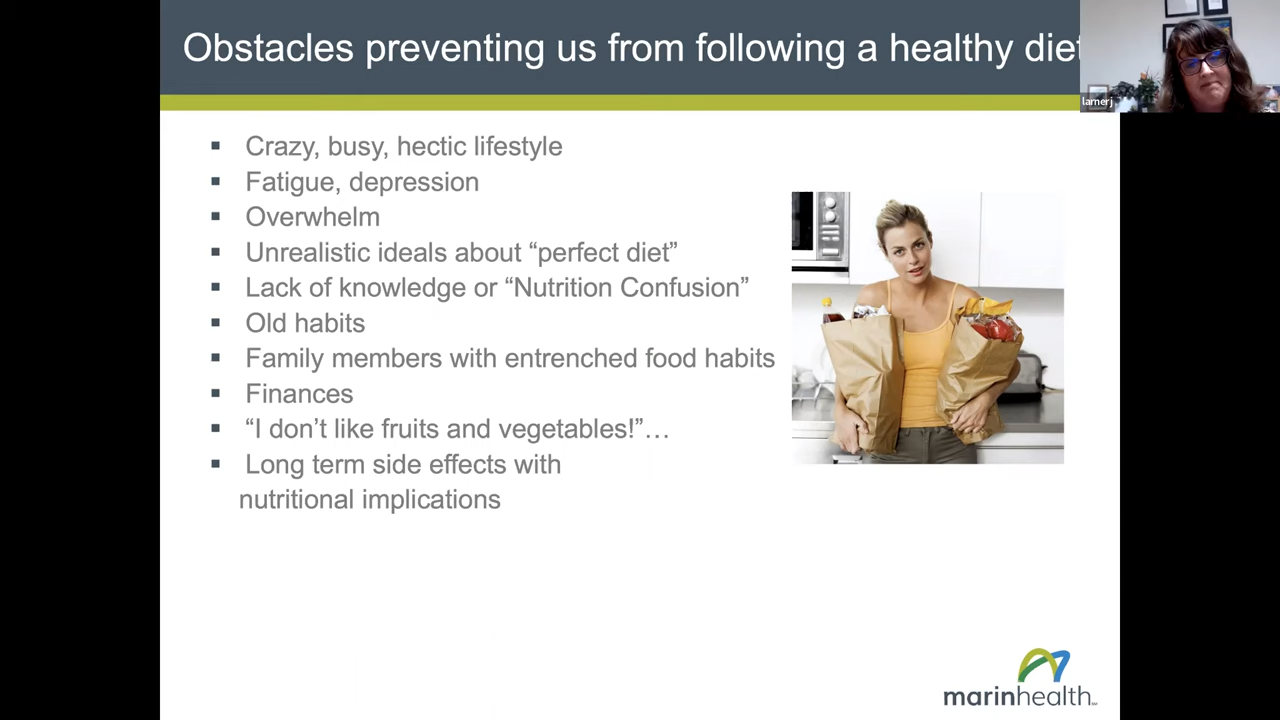 Obstacles preventing us from following a healthy diet
larnerj
▪ Crazy, busy, hectic lifestyle
▪ Fatigue, depression
▪ Overwhelm
▪ Unrealistic ideals about “perfect diet”
▪ Lack of knowledge or “Nutrition Confusion”
▪ Old habits
▪ Family members with entrenched food habits
▪ Finances
▪ “I don’t like fruits and vegetables!”…
▪ Long term side effects with
nutritional implications
marinhealth